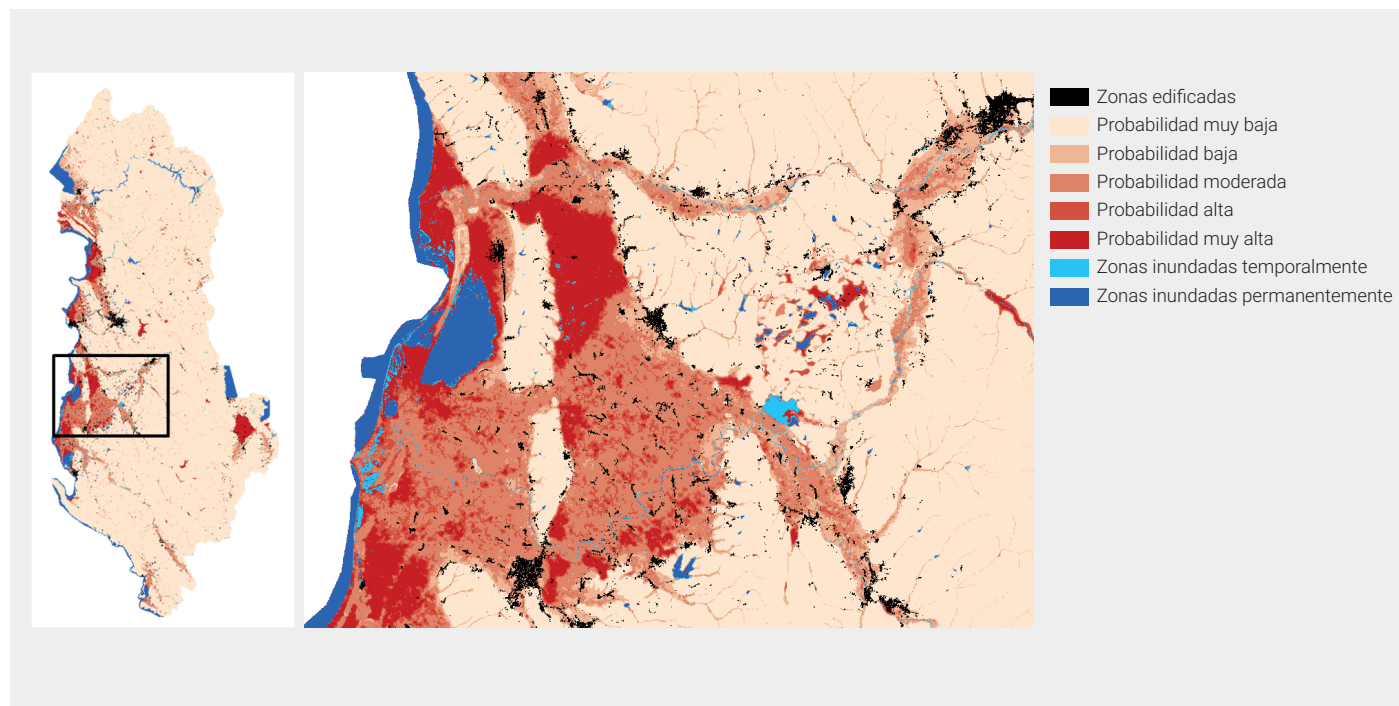 Zonas edificadas
Probabilidad muy baja
Probabilidad baja
Probabilidad moderada
Probabilidad alta
Probabilidad muy alta
Zonas inundadas temporalmente
Zonas inundadas permanentemente